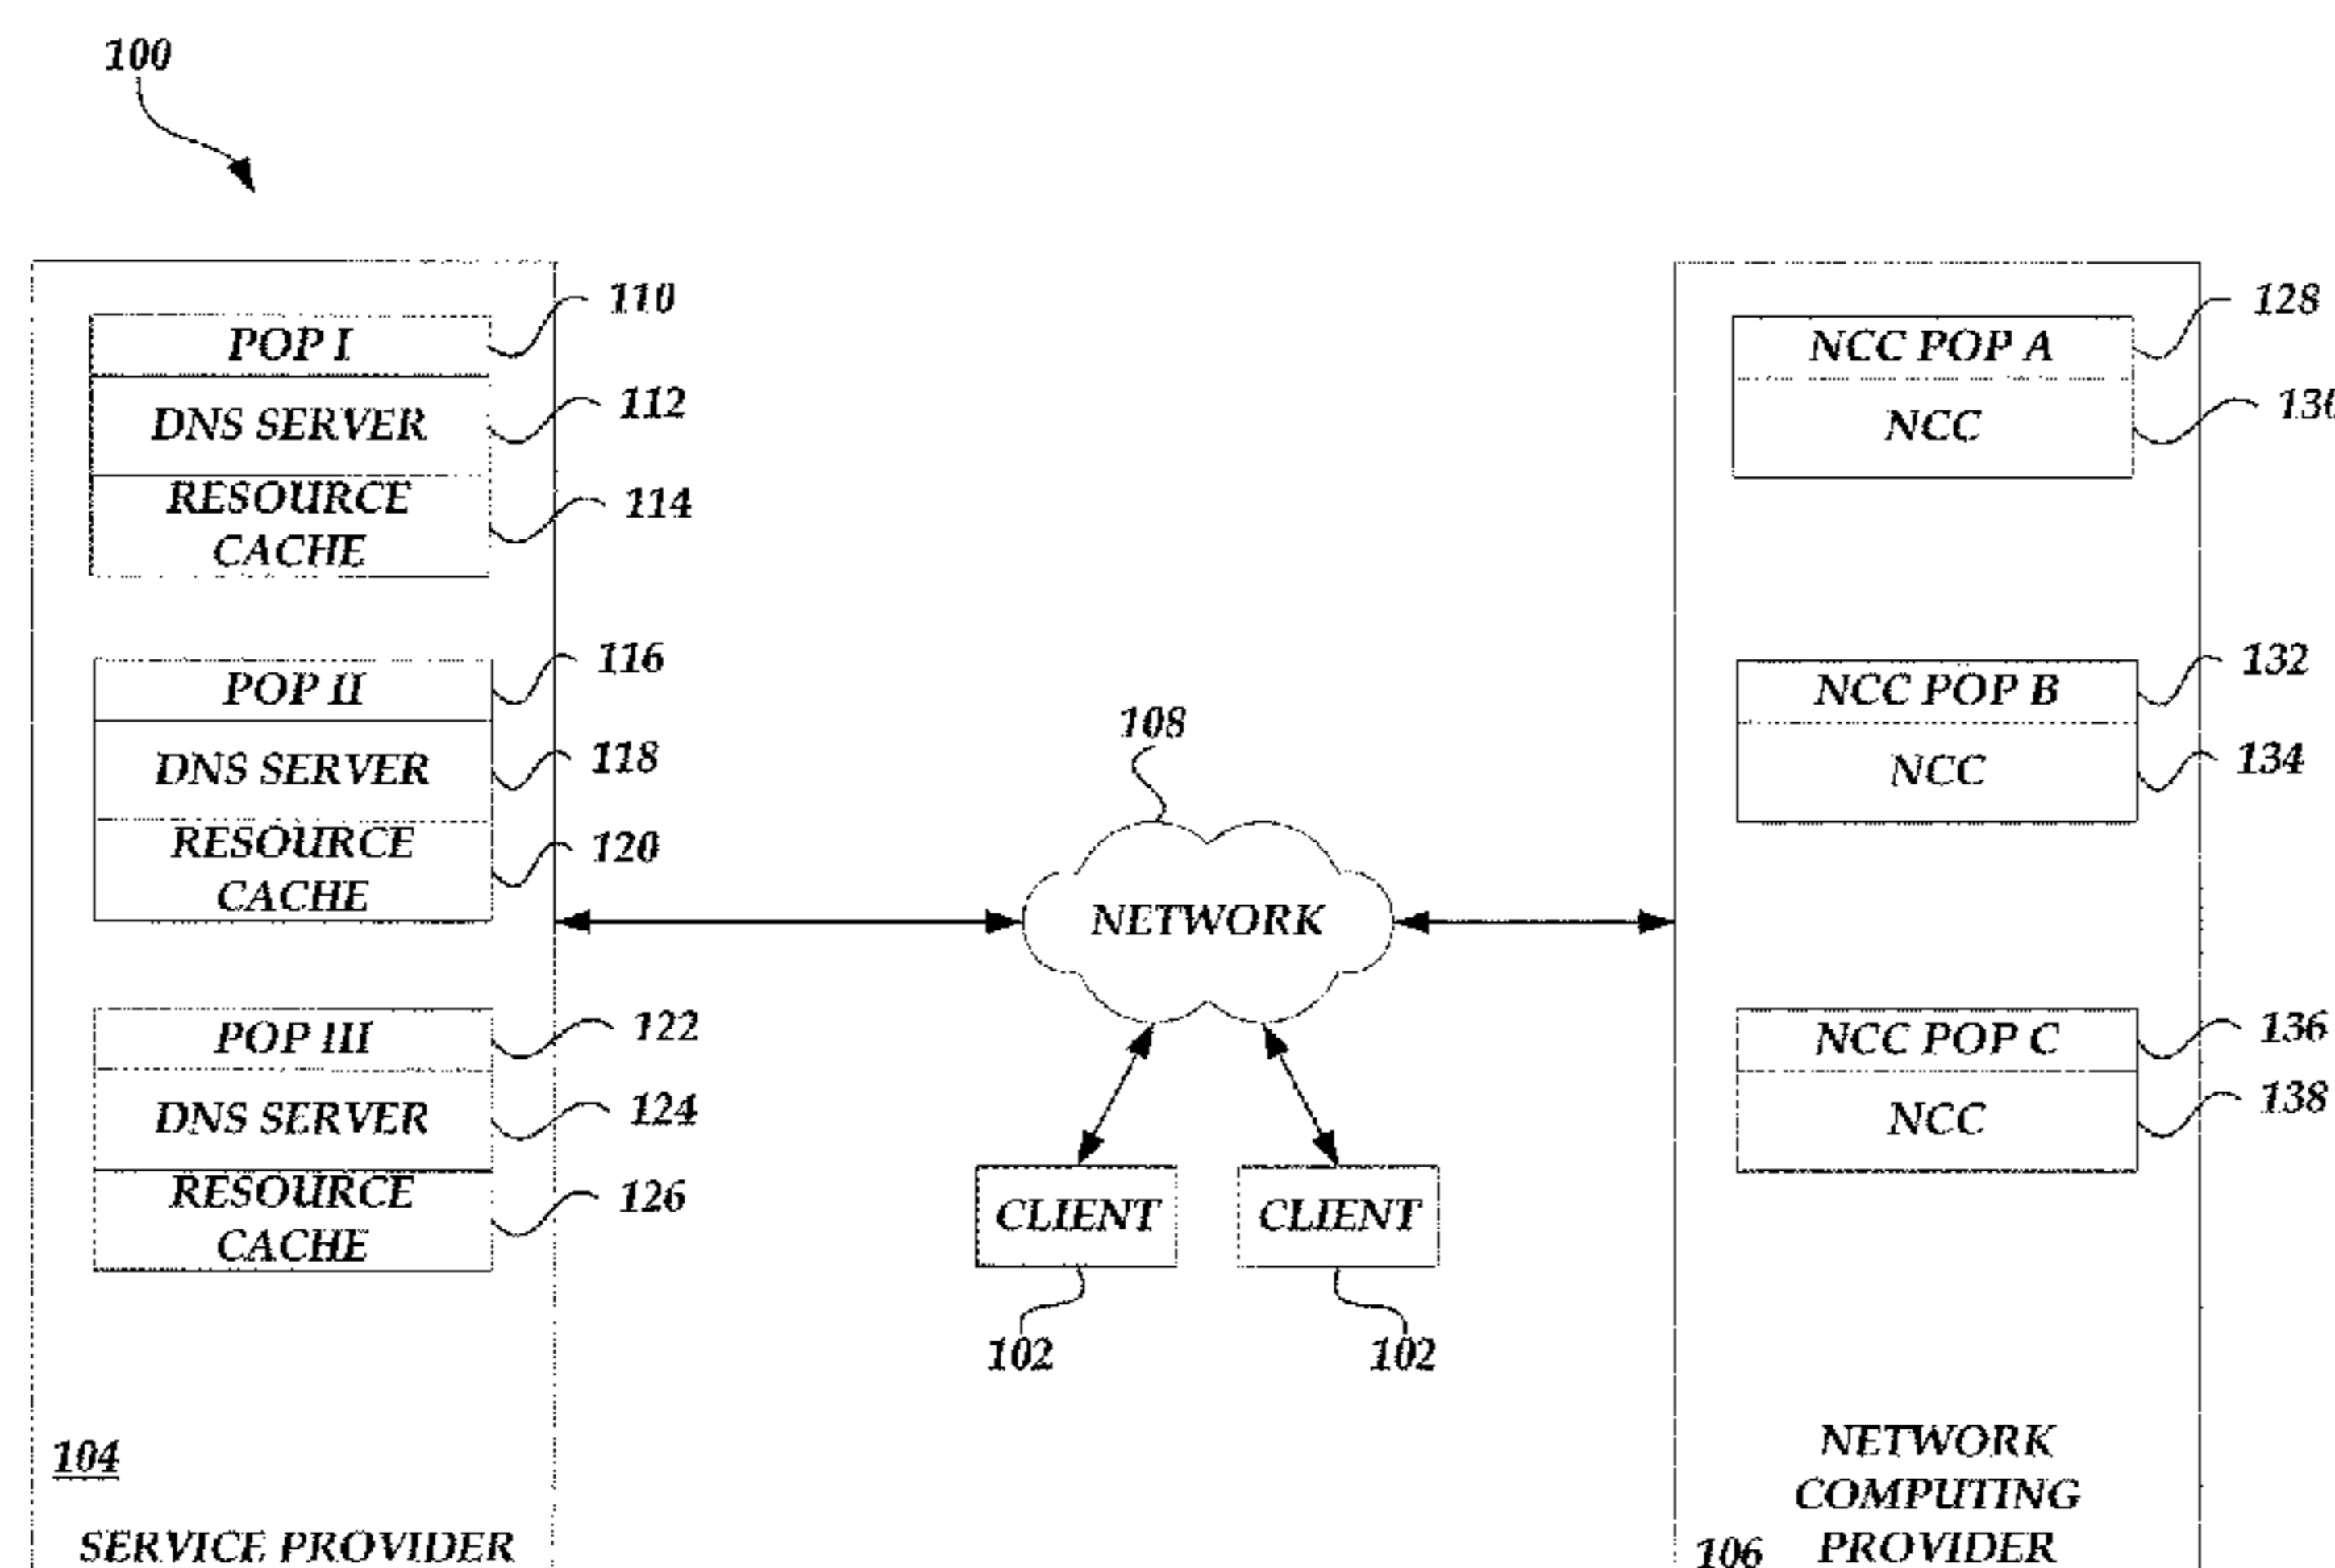 100
POP I
110
DNS SERVER
112
RESOURCE
CACHE
114
POP II
116
DNS SERVER
118
RESOURCE
CACHE
120
POP III
122
DNS SERVER
124
RESOURCE
CACHE
126
104
SERVICE PROVIDER
108
NETWORK
CLIENT
CLIENT
102
102
NCC POP A
128
NCC
NCC POP B
132
NCC
134
NCC POP C
136
NCC
138
NETWORK
COMPUTING
PROVIDER
106